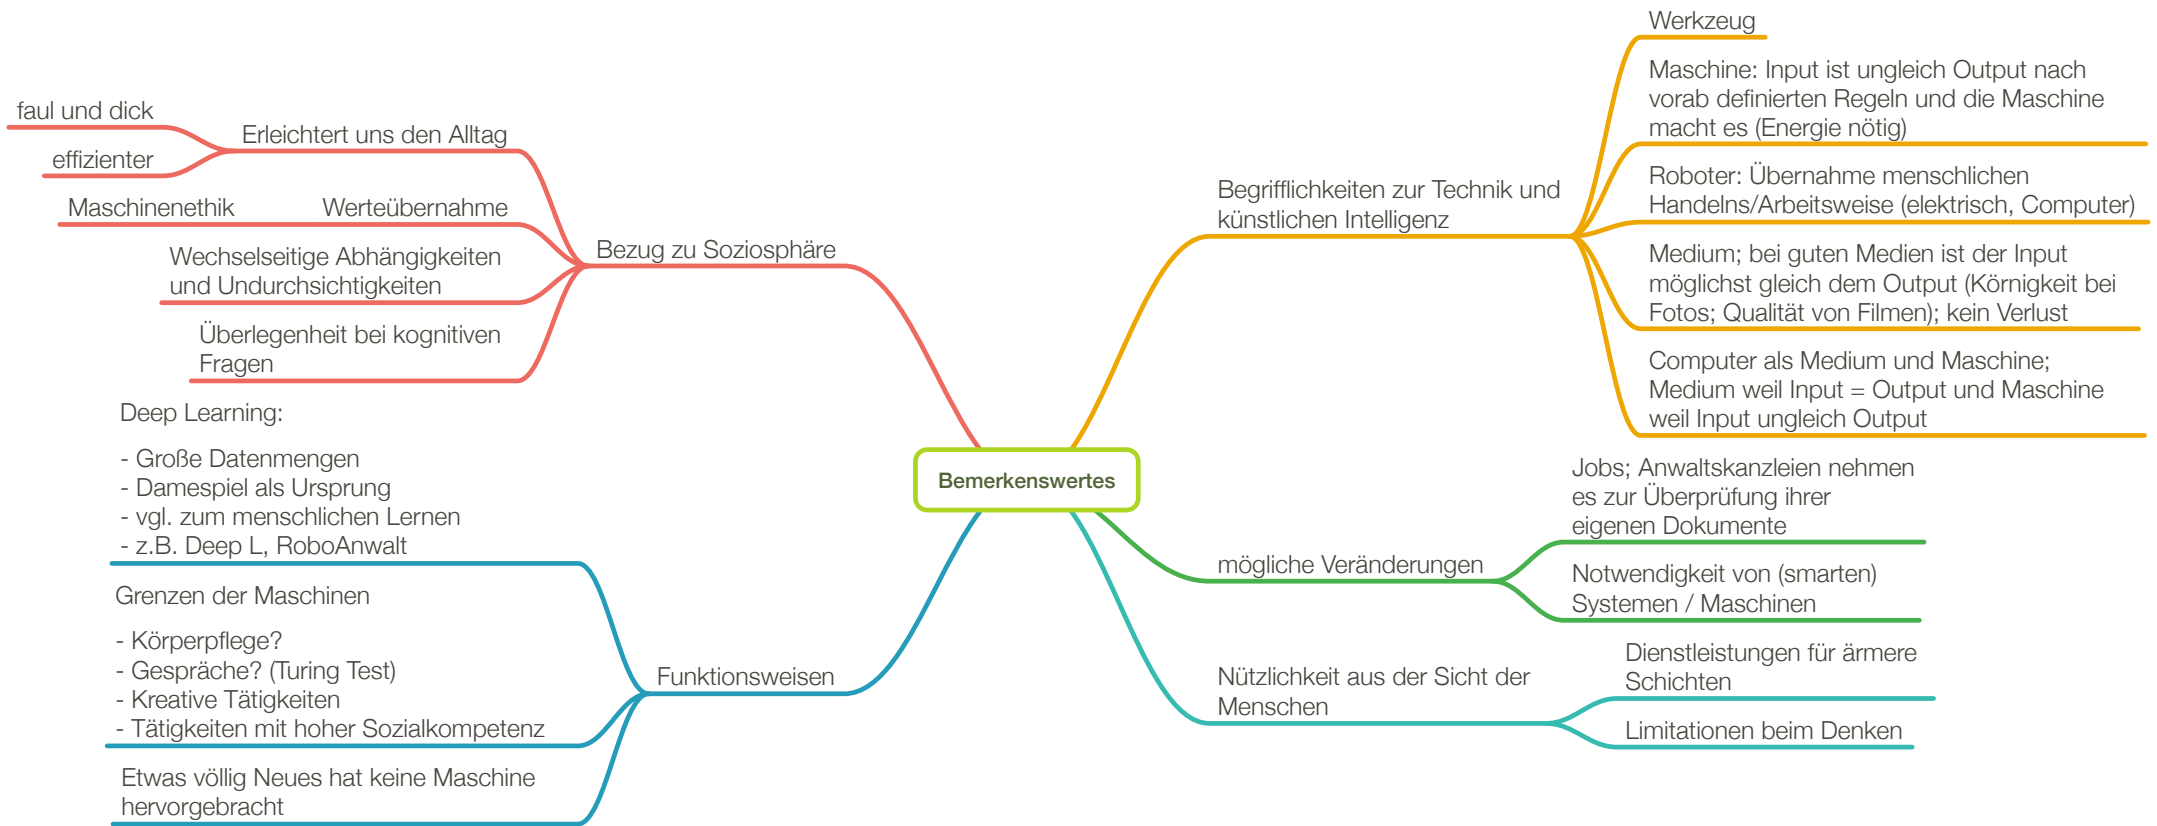 Bemerkenswertes
Begrifflichkeiten zur Technik und
künstlichen Intelligenz
Werkzeug
Maschine: Input ist ungleich Output nach
vorab definierten Regeln und die Maschine
macht es (Energie nötig)
Roboter: Übernahme menschlichen
Handelns/Arbeitsweise (elektrisch, Computer)
Medium; bei guten Medien ist der Input
möglichst gleich dem Output (Körnigkeit bei
Fotos; Qualität von Filmen); kein Verlust
Computer als Medium und Maschine;
Medium weil Input = Output und Maschine
weil Input ungleich Output
mögliche Veränderungen
Jobs; Anwaltskanzleien nehmen
es zur Überprüfung ihrer
eigenen Dokumente
Notwendigkeit von (smarten)
Systemen / Maschinen
Nützlichkeit aus der Sicht der
Menschen
Dienstleistungen für ärmere
Schichten
Limitationen beim Denken
Bezug zu Soziosphäre
Erleichtert uns den Alltag
faul und dick
effizienter
Werteübernahme
Maschinenethik
Wechselseitige Abhängigkeiten
und Undurchsichtigkeiten
Überlegenheit bei kognitiven
Fragen
Funktionsweisen
Deep Learning:
- Große Datenmengen
- Damespiel als Ursprung
- vgl. zum menschlichen Lernen
- z.B. Deep L, RoboAnwalt
Grenzen der Maschinen
- Körperpflege?
- Gespräche? (Turing Test)
- Kreative Tätigkeiten
- Tätigkeiten mit hoher Sozialkompetenz
Etwas völlig Neues hat keine Maschine
hervorgebracht